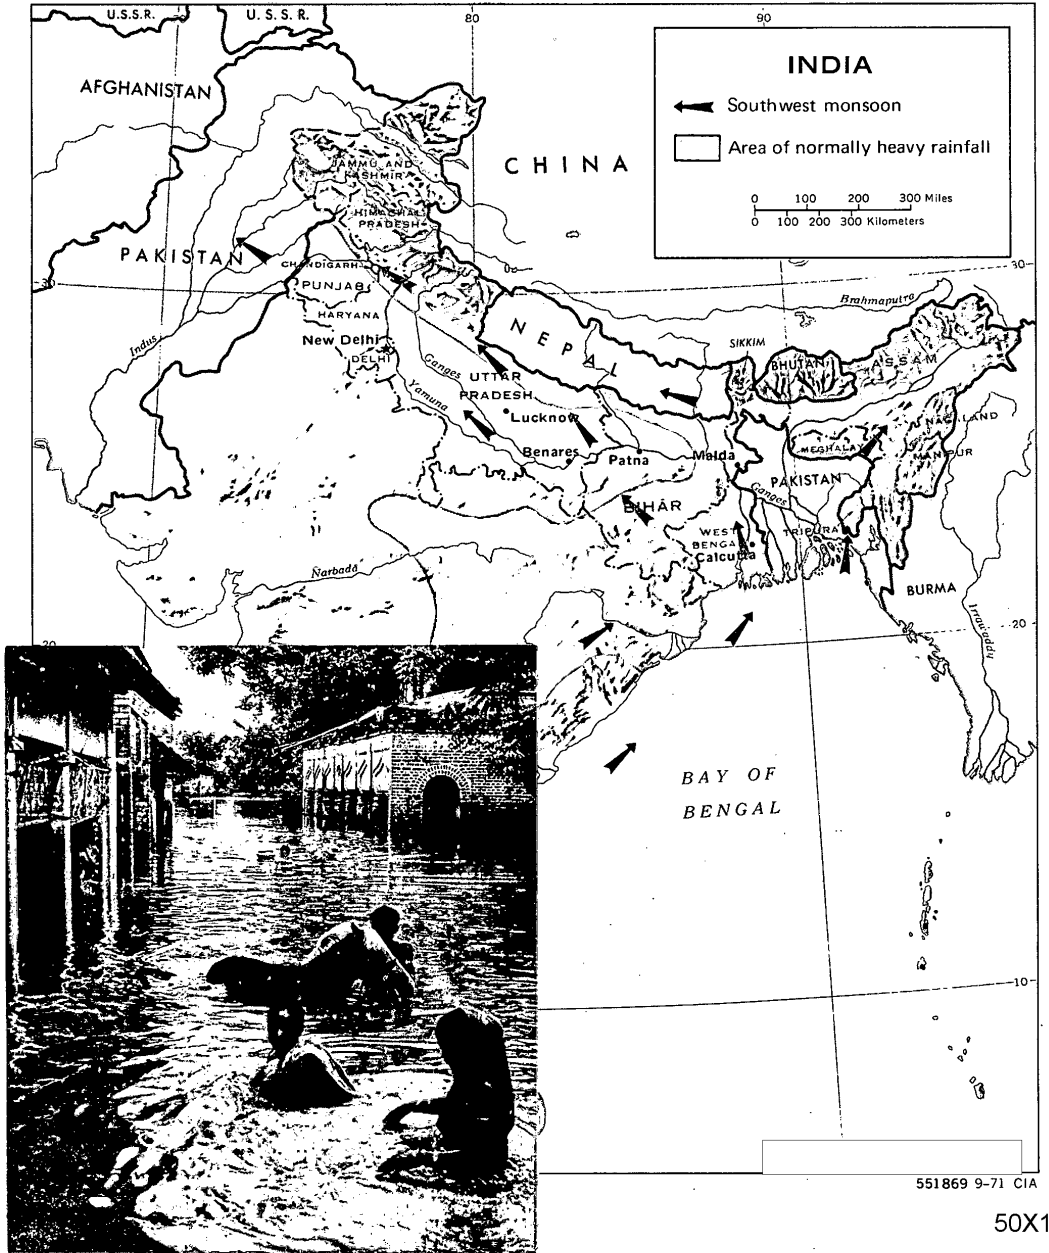 U.S.S.R.
U.S.S.R.
80
90
AFGHANISTAN
INDIA
Southwest monsoon
Area of normally heavy rainfall
0 100 200 300 Miles
0 100 200 300 Kilometers
CHINA
JAMMU AND
KASHMIR
HIMACHAL
PRADESH
PAKISTAN
CHANDIGARH
PUNJAB
30
30
HARYANA
New Delhi
DELHI
Indus
Brahmaputra
NEPAL
SIKKIM
BHUTAN
ASSAM
Ganges
Yamuna
UTTAR
PRADESH
Lucknow
Benares
Patna
Malda
MEGHALAYA
NAGALAND
MANIPUR
PAKISTAN
Ganges
BIHĀR
WEST
BENGAL
Calcutta
TRIPURA
Narbadā
BURMA
Irrawaddy
20
20
BAY OF
BENGAL
10
551869 9-71 CIA
50X1